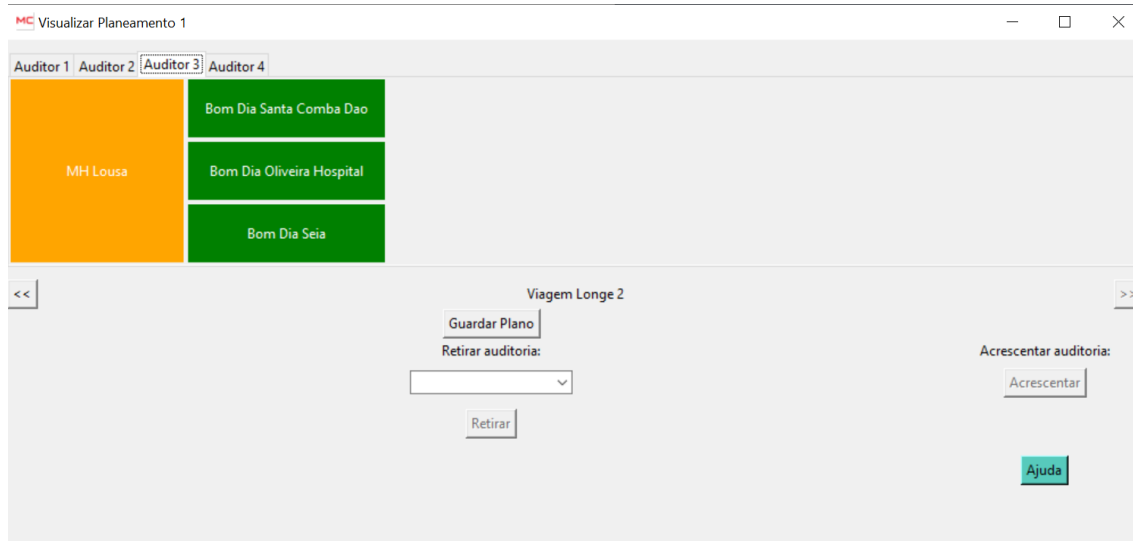 MC Visualizar Planeamento 1
Auditor 1 Auditor 2 Auditor 3 Auditor 4
MH Lousa
Bom Dia Santa Comba Dao
Bom Dia Oliveira Hospital
Bom Dia Seia
<< Viagem Longe 2 >>
Guardar Plano
Retirar auditoria: Acrescentar auditoria:
Acrescentar
Retirar
Ajuda